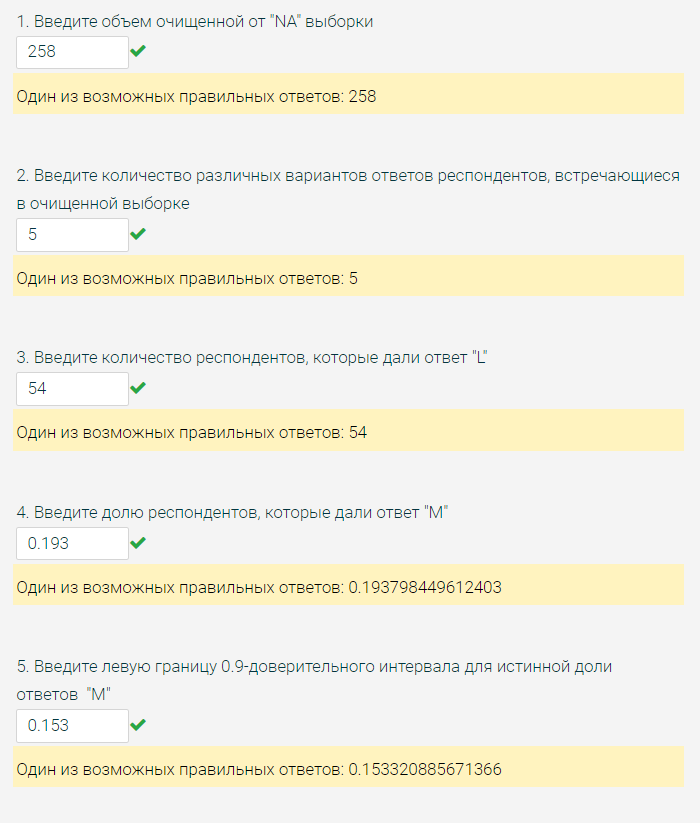 1. Введите объем очищенной от "NA" выборки
258
Один из возможных правильных ответов: 258
2. Введите количество различных вариантов ответов респондентов, встречающиеся
в очищенной выборке
5
Один из возможных правильных ответов: 5
3. Введите количество респондентов, которые дали ответ "L"
54
Один из возможных правильных ответов: 54
4. Введите долю респондентов, которые дали ответ "M"
0.193
Один из возможных правильных ответов: 0.193798449612403
5. Введите левую границу 0.9-доверительного интервала для истинной доли
ответов "M"
0.153
Один из возможных правильных ответов: 0.153320885671366